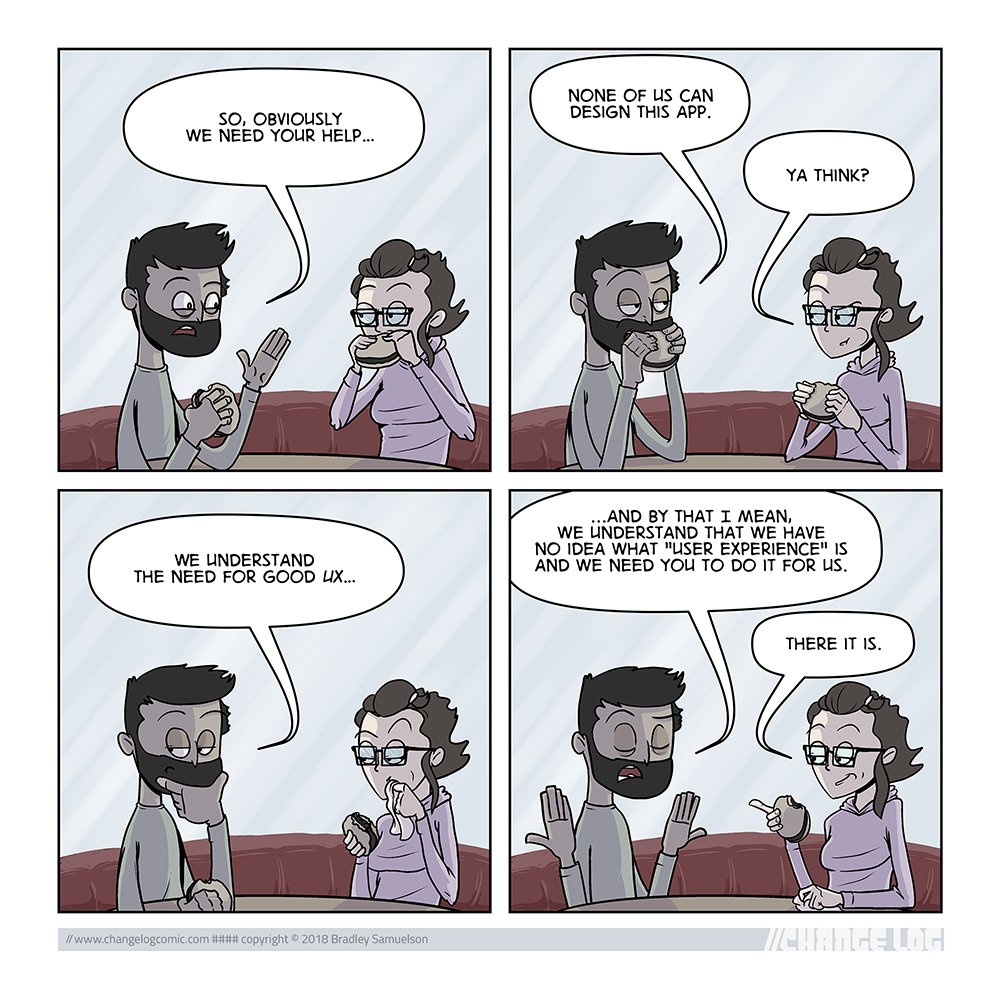 SO, OBVIOUSLY
WE NEED YOUR HELP...
NONE OF US CAN
DESIGN THIS APP.
YA THINK?
WE UNDERSTAND
THE NEED FOR GOOD UX...
...AND BY THAT I MEAN,
WE UNDERSTAND THAT WE HAVE
NO IDEA WHAT "USER EXPERIENCE" IS
AND WE NEED YOU TO DO IT FOR US.
THERE IT IS.
// www.changelogcomic.com #### copyright © 2018 Bradley Samuelson
//CHANGE LOG